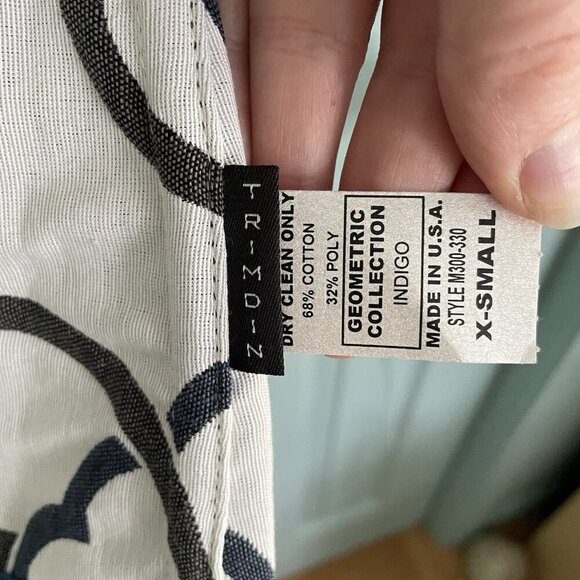 TRIMDIN
DRY CLEAN ONLY
68% COTTON
32% POLY
GEOMETRIC
COLLECTION
INDIGO
MADE IN U.S.A.
STYLE M300-330
X-SMALL